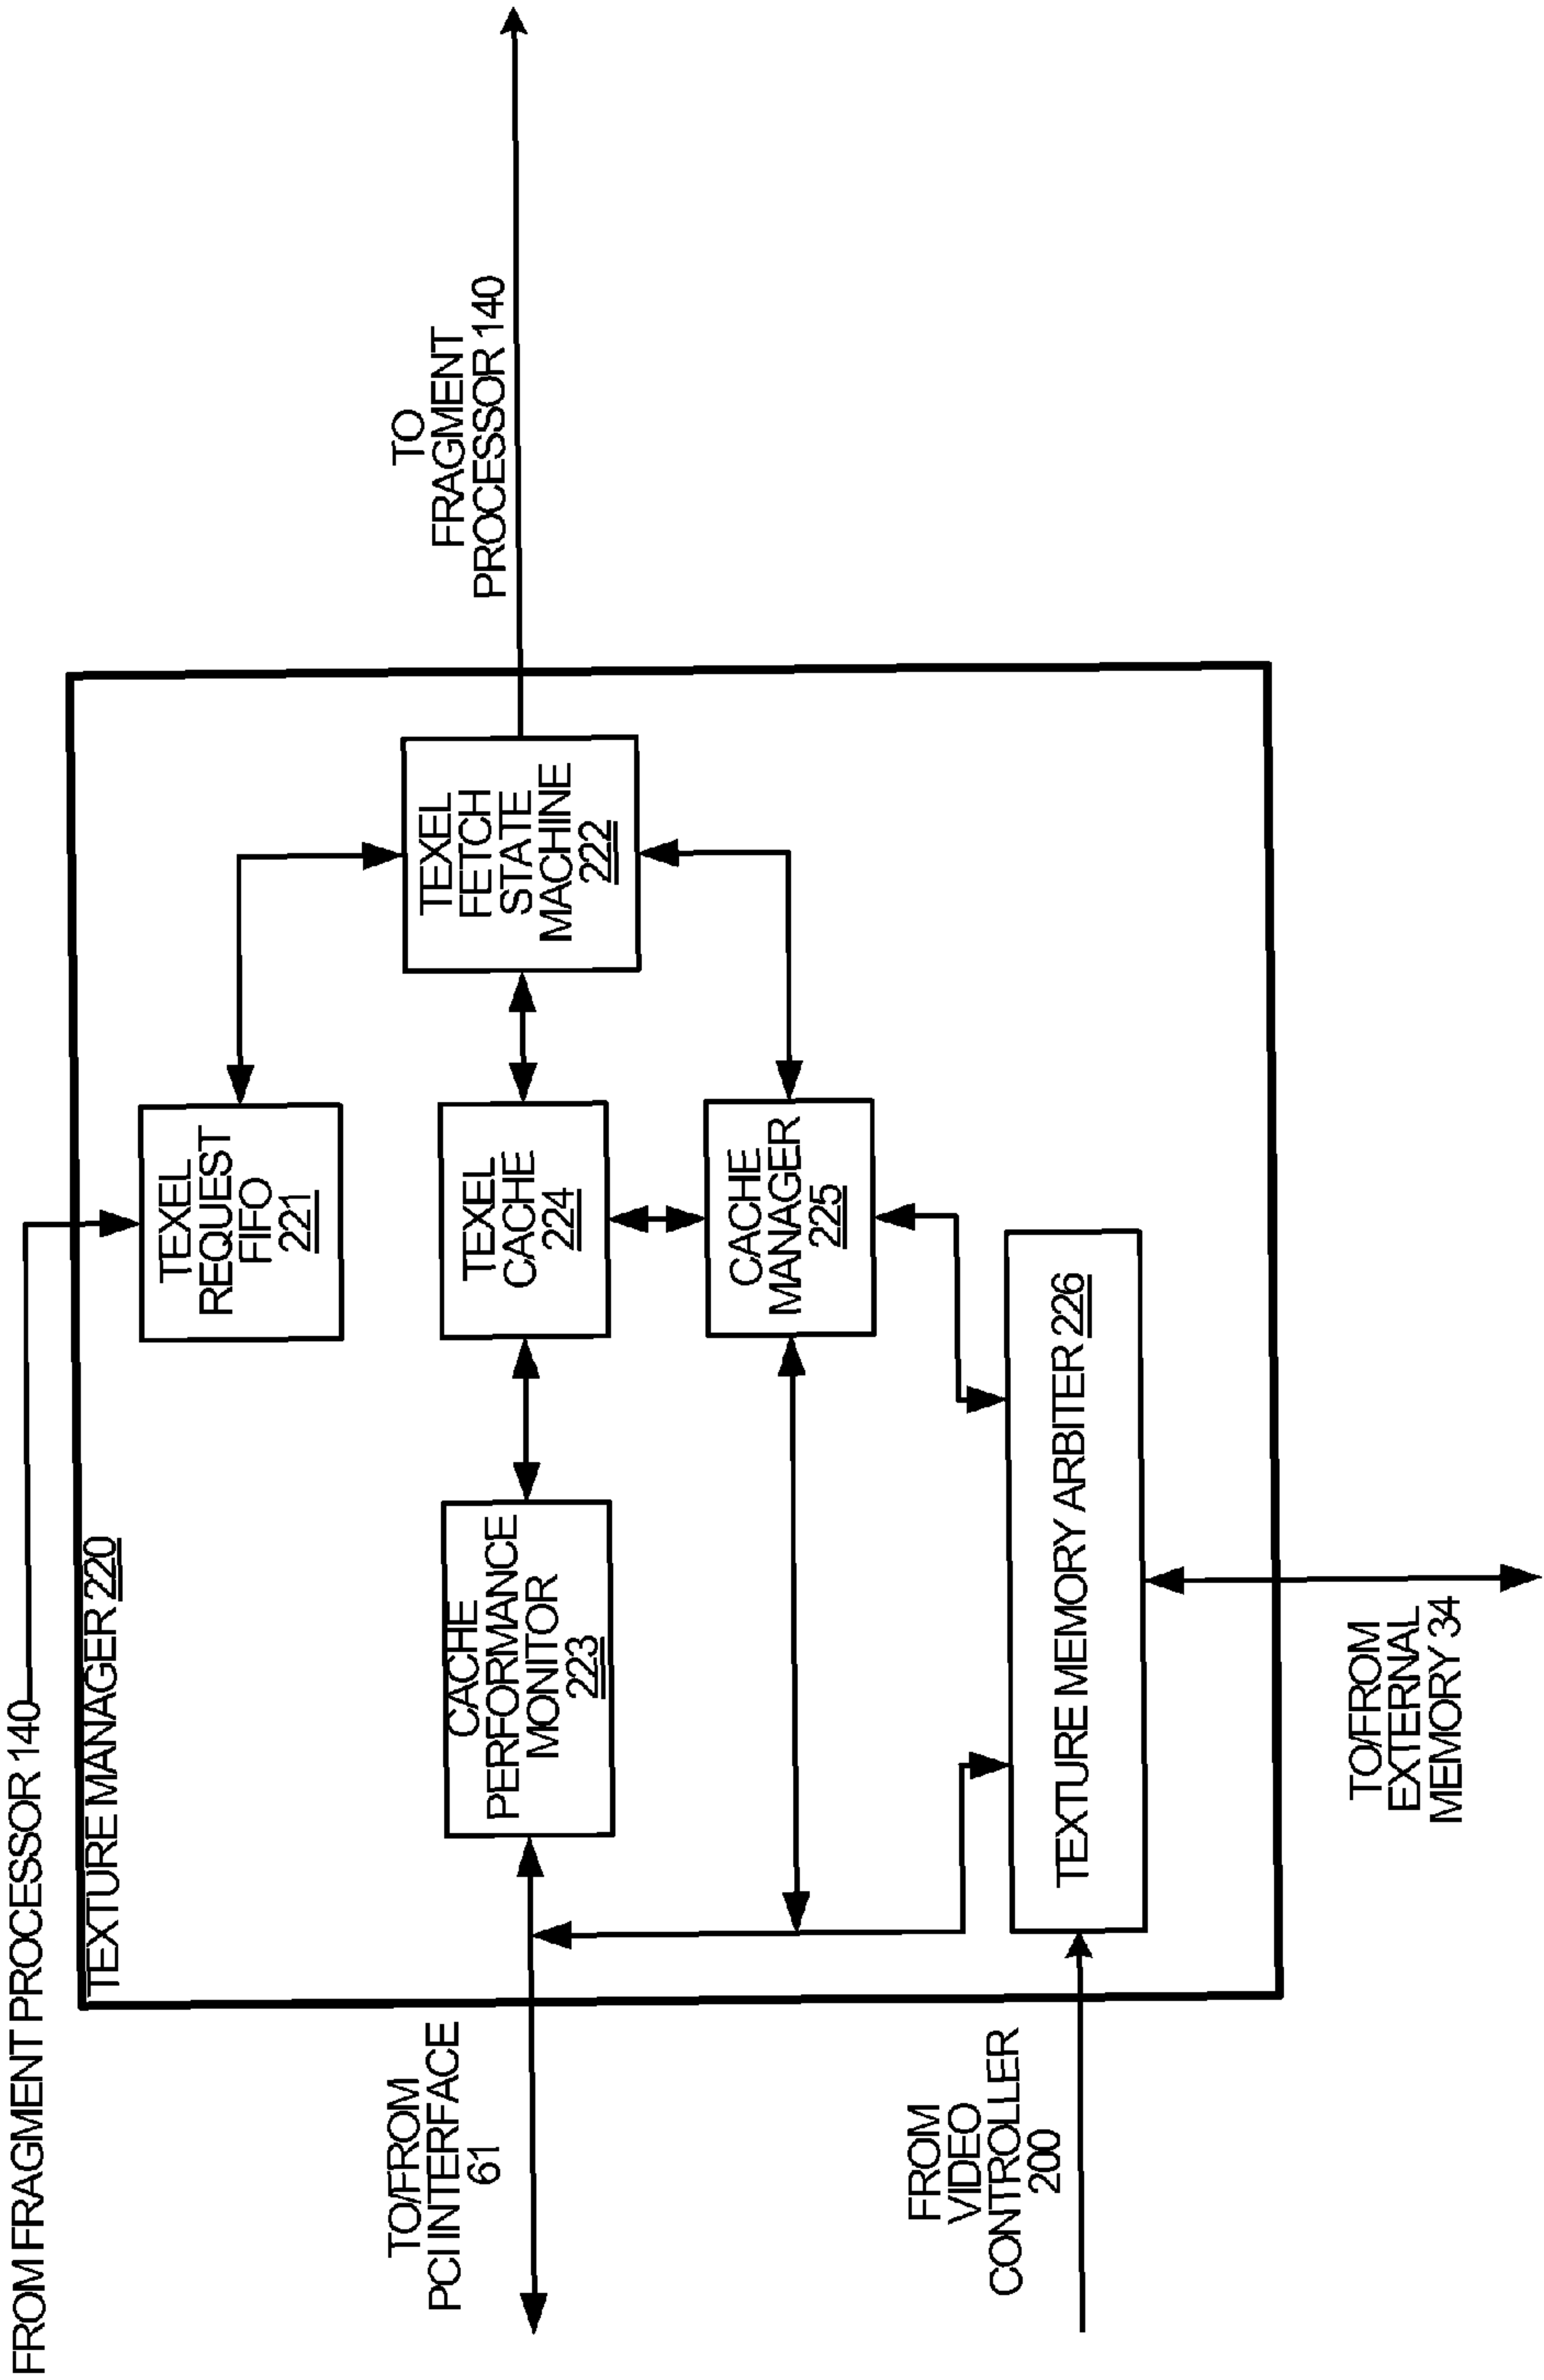 FROM FRAGMENT PROCESSOR 140
TEXTURE MANAGER 220
TEXEL
REQUEST
FIFO
221
TO
FRAGMENT
PROCESSOR 140
TEXEL
FETCH
STATE
MACHINE
222
TO/FROM
PCI INTERFACE
61
CACHE
PERFORMANCE
MONITOR
223
TEXEL
CACHE
224
CACHE
MANAGER
225
FROM
VIDEO
CONTROLLER
200
TEXTURE MEMORY ARBITER 226
TO/FROM
EXTERNAL
MEMORY 34